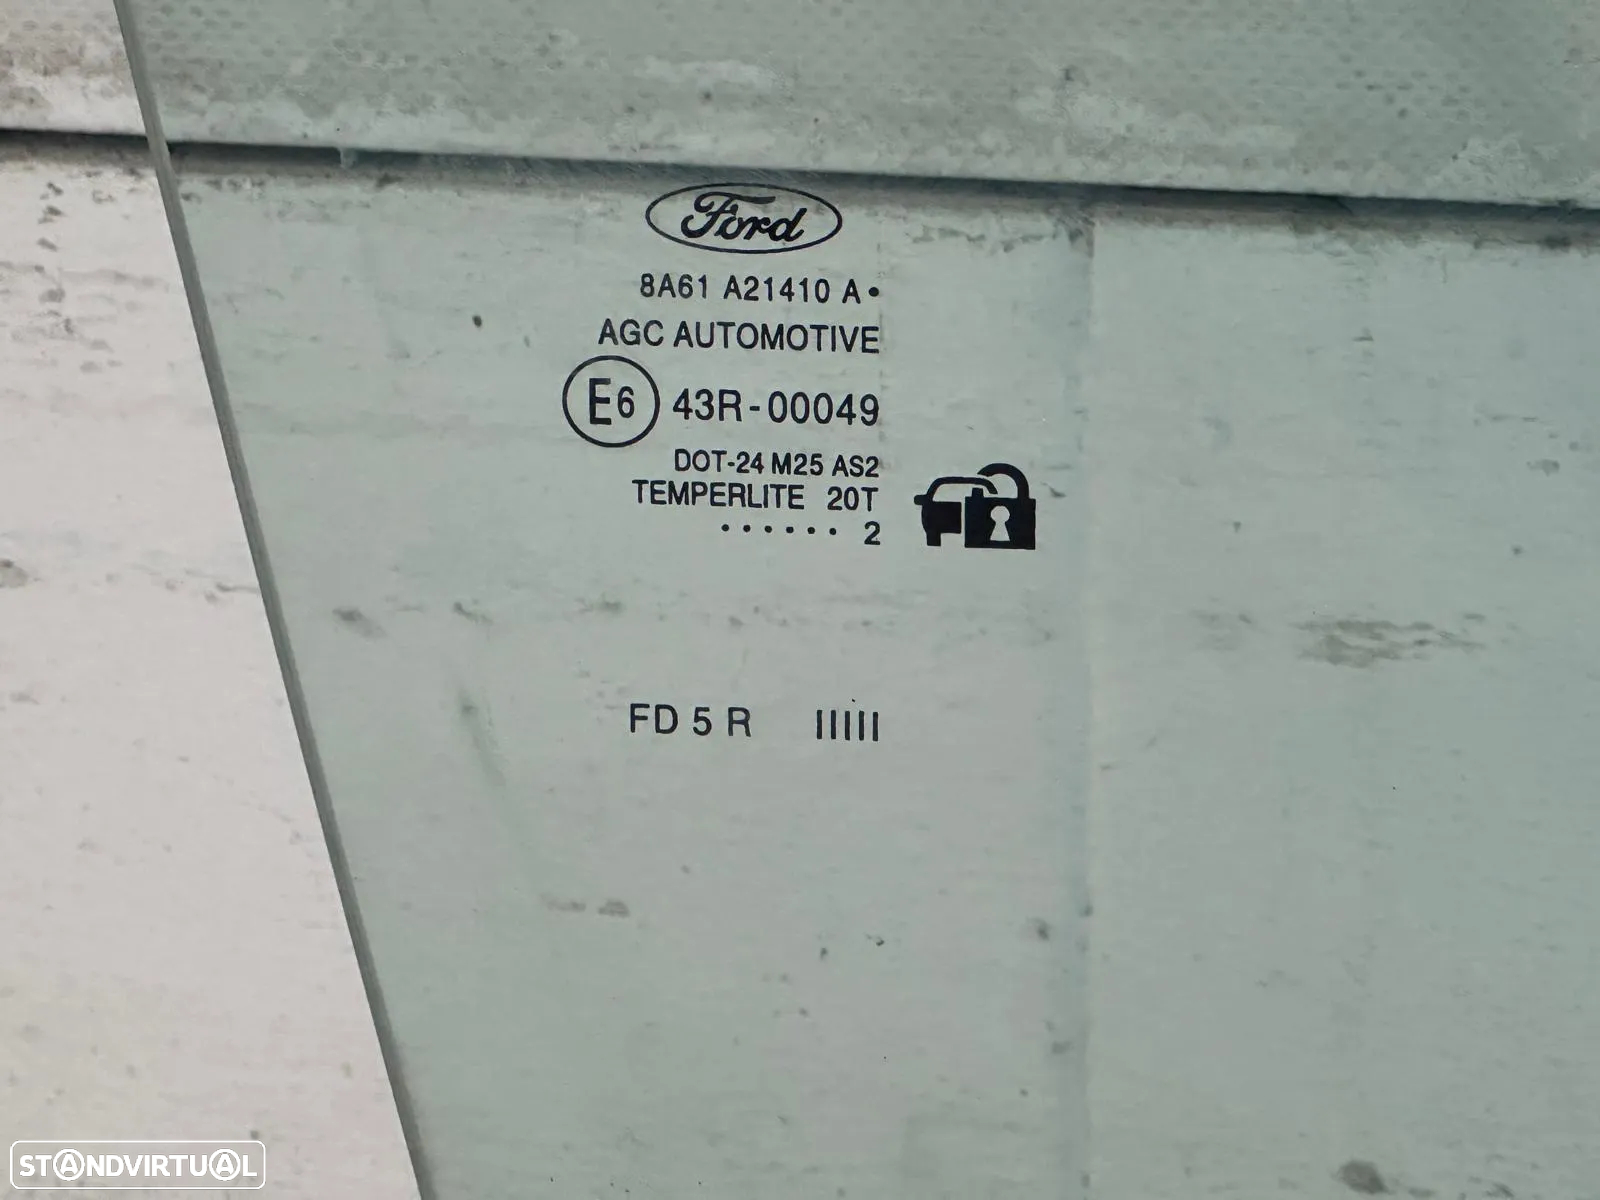 Ford
8A61 A21410 A•
AGC AUTOMOTIVE
E6 43R-00049
DOT-24 M25 AS2
TEMPERLITE 20T
• • • • • • 2
FD 5 R IIIII
STANDVIRTUAL